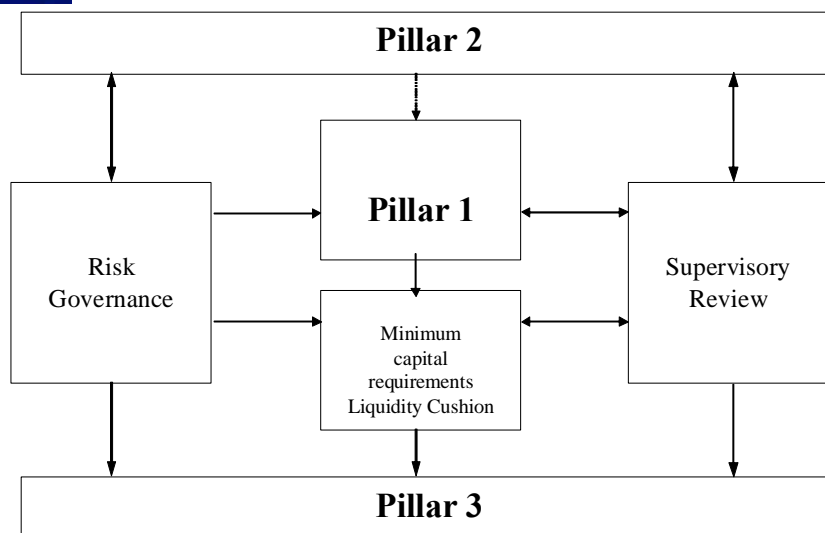 Pillar 2
Pillar 1
Risk
Governance
Supervisory
Review
Minimum
capital
requirements
Liquidity Cushion
Pillar 3